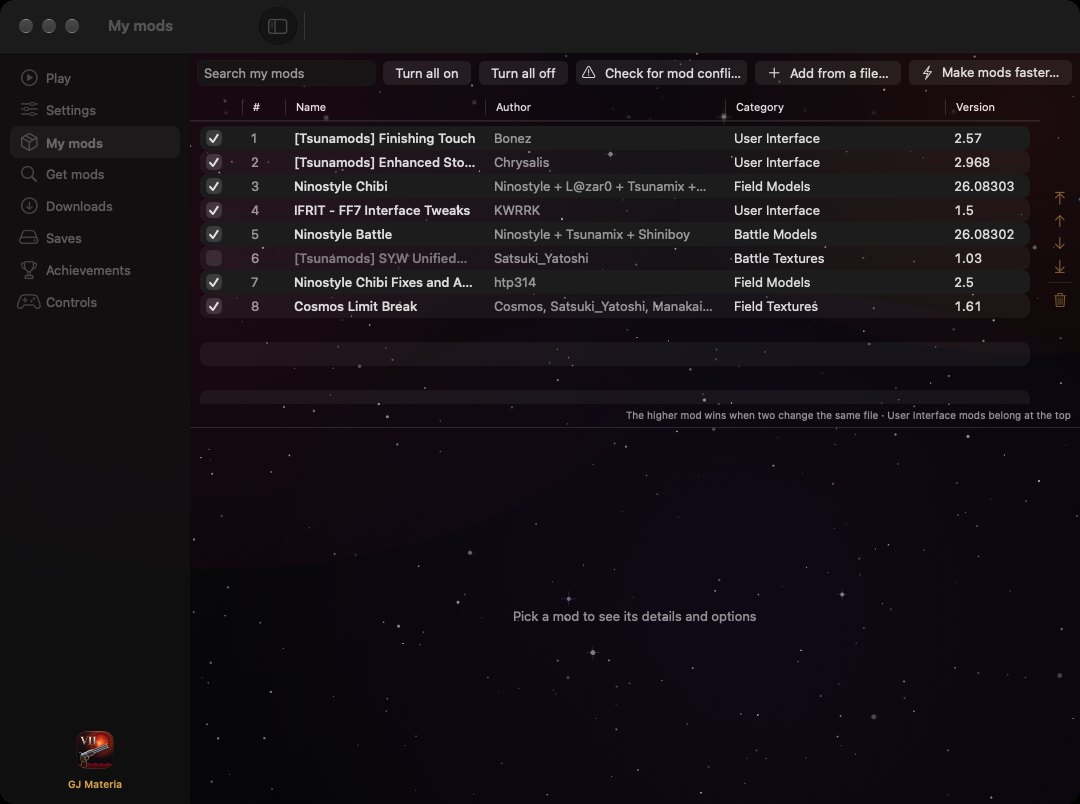 My mods
Play
Settings
My mods
Get mods
Downloads
Saves
Achievements
Controls
Search my mods
Turn all on
Turn all off
Check for mod confli...
Add from a file...
Make mods faster...
# Name Author Category Version
1 [Tsunamods] Finishing Touch Bonez User Interface 2.57
2 [Tsunamods] Enhanced Sto... Chrysalis User Interface 2.968
3 Ninostyle Chibi Ninostyle + L@zar0 + Tsunamix +... Field Models 26.08303
4 IFRIT - FF7 Interface Tweaks KWRRK User Interface 1.5
5 Ninostyle Battle Ninostyle + Tsunamix + Shiniboy Battle Models 26.08302
6 [Tsunamods] SYW Unified... Satsuki_Yatoshi Battle Textures 1.03
7 Ninostyle Chibi Fixes and A... htp314 Field Models 2.5
8 Cosmos Limit Break Cosmos, Satsuki_Yatoshi, Manakai... Field Textures 1.61
The higher mod wins when two change the same file · User Interface mods belong at the top
Pick a mod to see its details and options
VII
GJ Materia